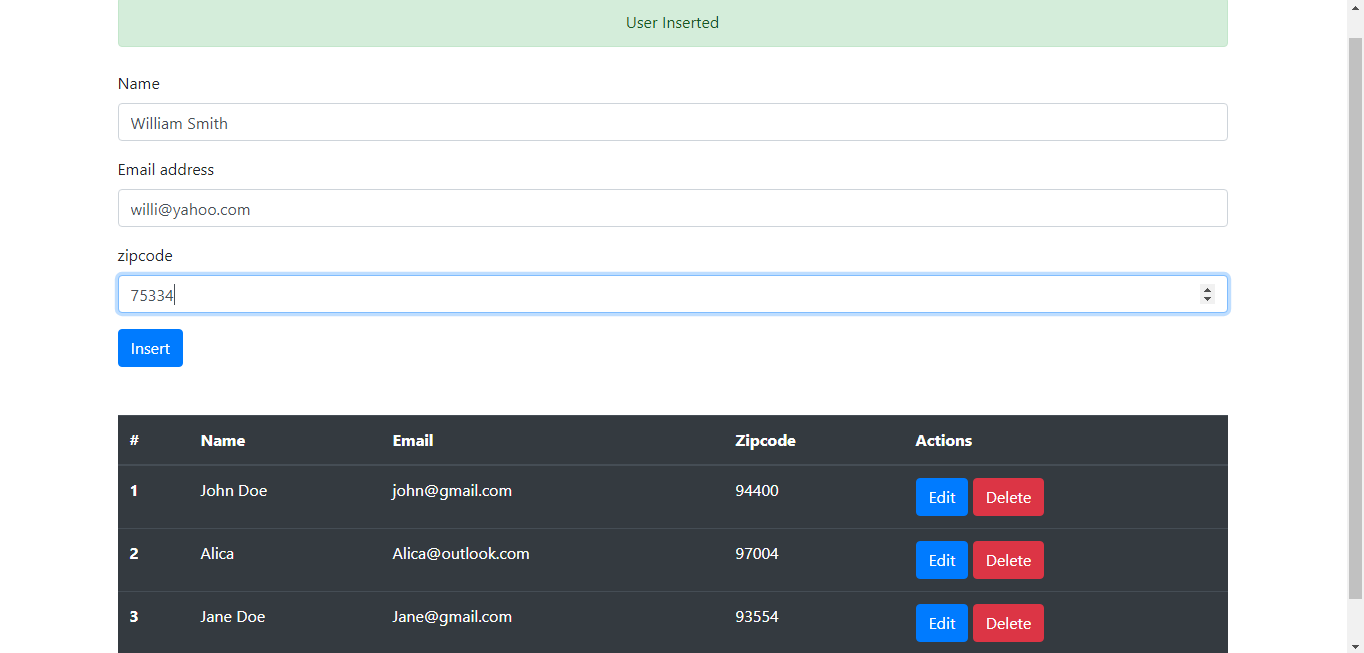 User Inserted
Name
William Smith
Email address
willi@yahoo.com
zipcode
75334
Insert
# Name Email Zipcode Actions
1 John Doe john@gmail.com 94400 Edit Delete
2 Alica Alica@outlook.com 97004 Edit Delete
3 Jane Doe Jane@gmail.com 93554 Edit Delete